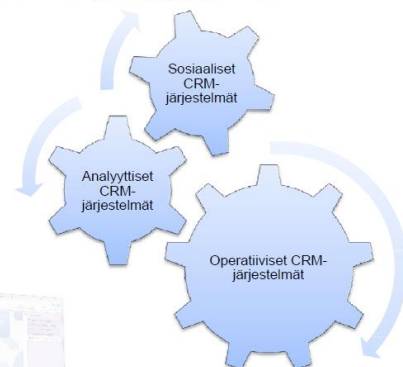 Sosiaaliset
CRM-
järjestelmät
Analyyttiset
CRM-
järjestelmät
Operatiiviset CRM-
järjestelmät